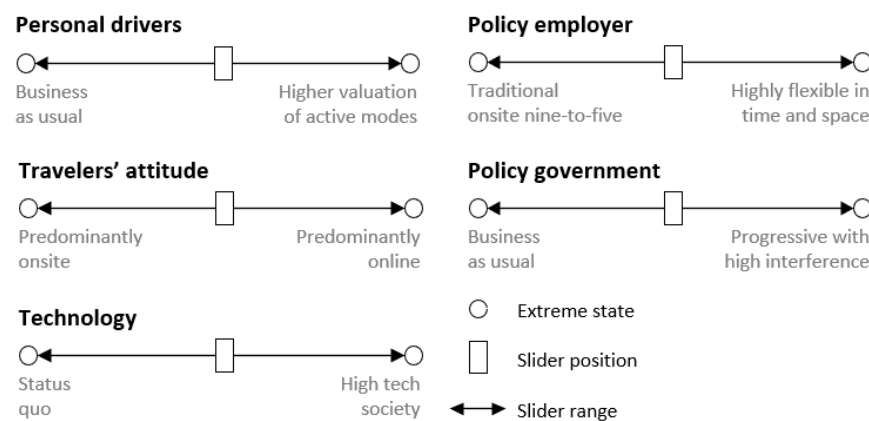 Personal drivers
Business
as usual
Higher valuation
of active modes
Policy employer
Traditional
onsite nine-to-five
Highly flexible in
time and space
Travelers’ attitude
Predominantly
onsite
Predominantly
online
Policy government
Business
as usual
Progressive with
high interference
Technology
Status
quo
High tech
society
Extreme state
Slider position
Slider range